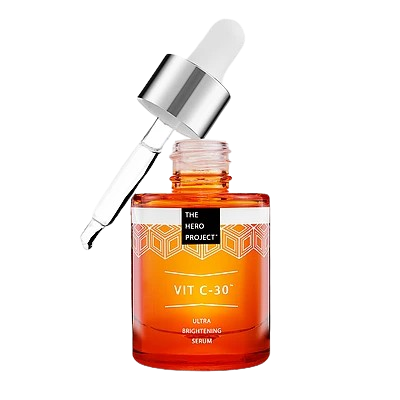 THE
HERO
PROJECT™
VIT C-30™
ULTRA
BRIGHTENING
SERUM